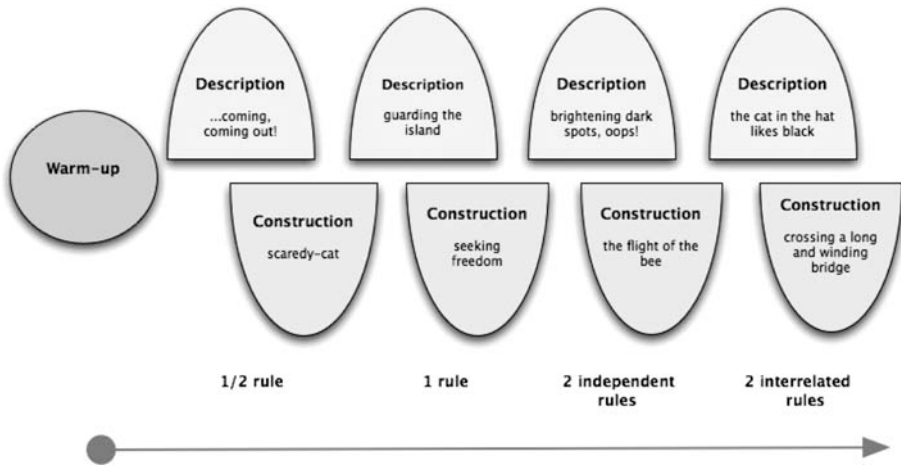 Warm-up
Description
...coming,
coming out!
Description
guarding the
island
Description
brightening dark
spots, oops!
Description
the cat in the hat
likes black
Construction
scaredy-cat
Construction
seeking
freedom
Construction
the flight of the
bee
Construction
crossing a long
and winding
bridge
1/2 rule
1 rule
2 independent
rules
2 interrelated
rules